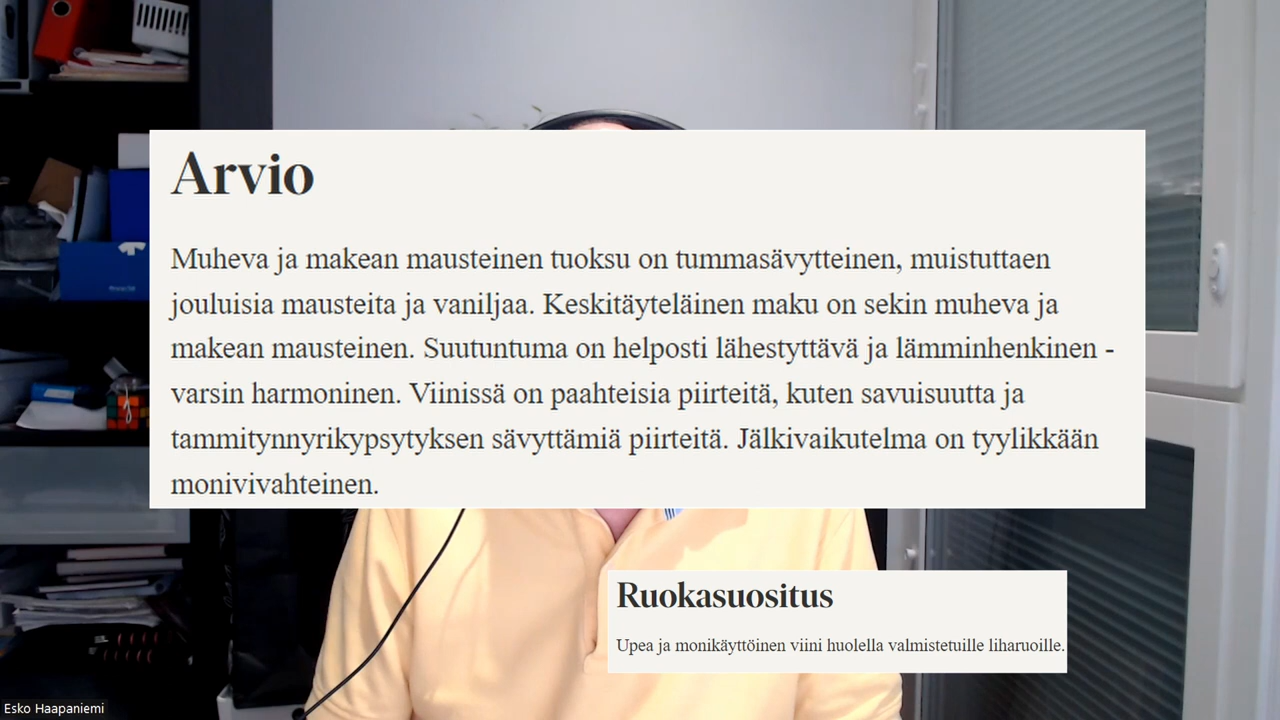 Arvio
Muheva ja makean mausteinen tuoksu on tummasävytteinen, muistuttaen
jouluisia mausteita ja vaniljaa. Keskitäyteläinen maku on sekin muheva ja
makean mausteinen. Suutuntuma on helposti lähestyttävä ja lämminhenkinen -
varsin harmoninen. Viinissä on paahteisia piirteitä, kuten savuisuutta ja
tammitynnyrikypsytyksen sävyttämiä piirteitä. Jälkivaikutelma on tyylikkään
monivivahteinen.
Ruokasuositus
Upea ja monikäyttöinen viini huolella valmistetuille liharuoille.
Esko Haapaniemi